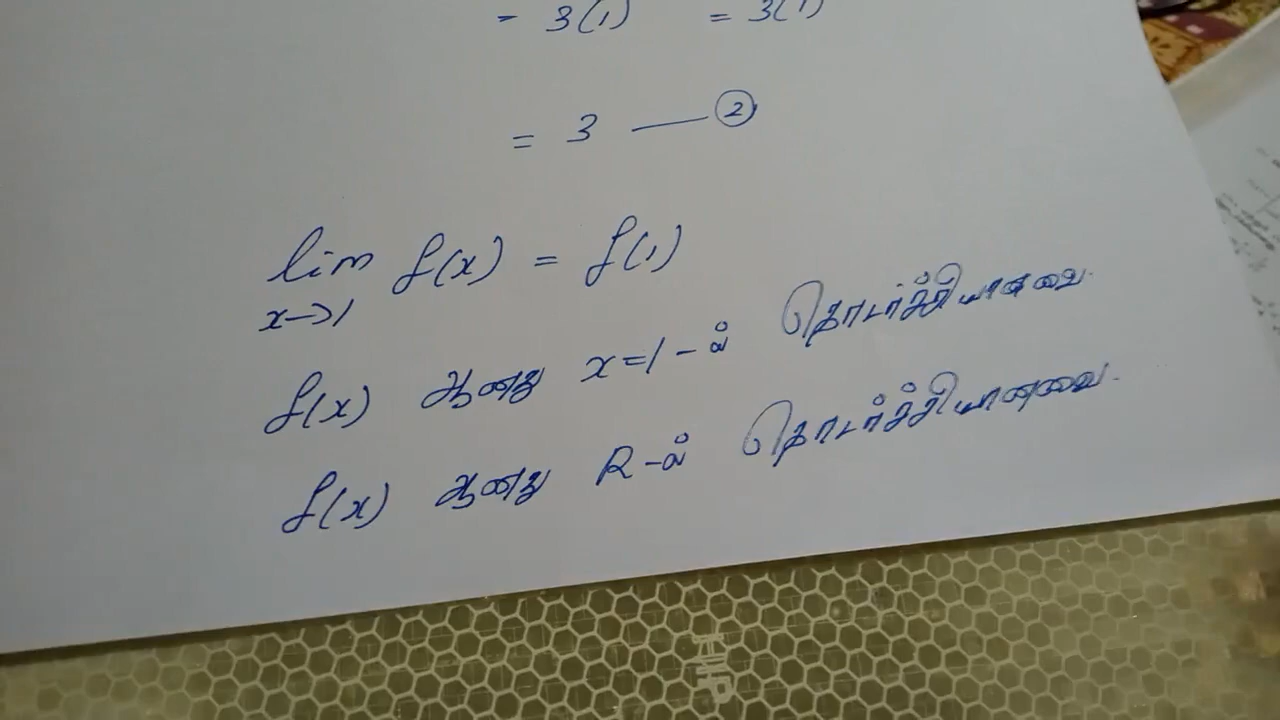 = 3(1) = 3(1)
= 3 —— ②
lim f(x) = f(1)
x→1
f(x) ஆனது x=1-ல் தொடர்ச்சியானவை.
f(x) ஆனது R-ல் தொடர்ச்சியானவை.